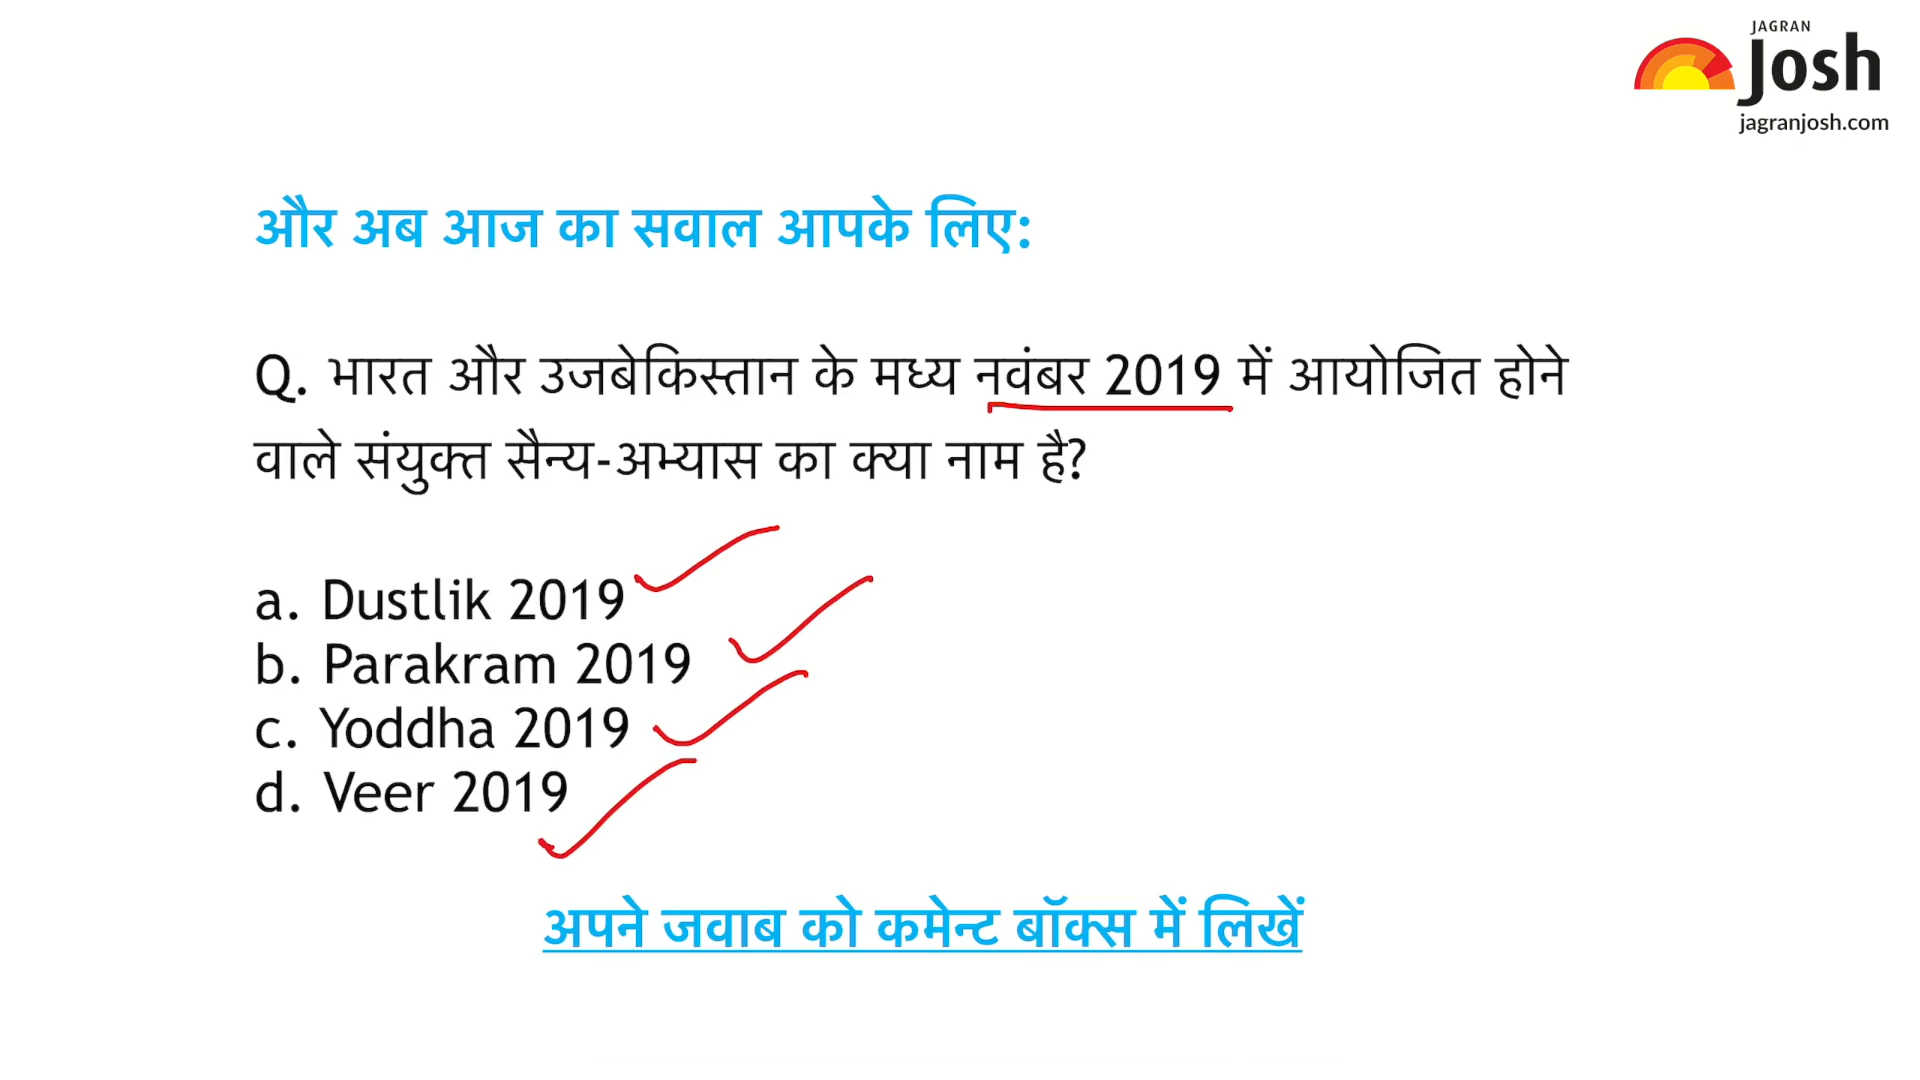 JAGRAN
Josh
jagranjosh.com
और अब आज का सवाल आपके लिए:
Q. भारत और उजबेकिस्तान के मध्य नवंबर 2019 में आयोजित होने
वाले संयुक्त सैन्य-अभ्यास का क्या नाम है?
a. Dustlik 2019
b. Parakram 2019
c. Yoddha 2019
d. Veer 2019
अपने जवाब को कमेन्ट बॉक्स में लिखें